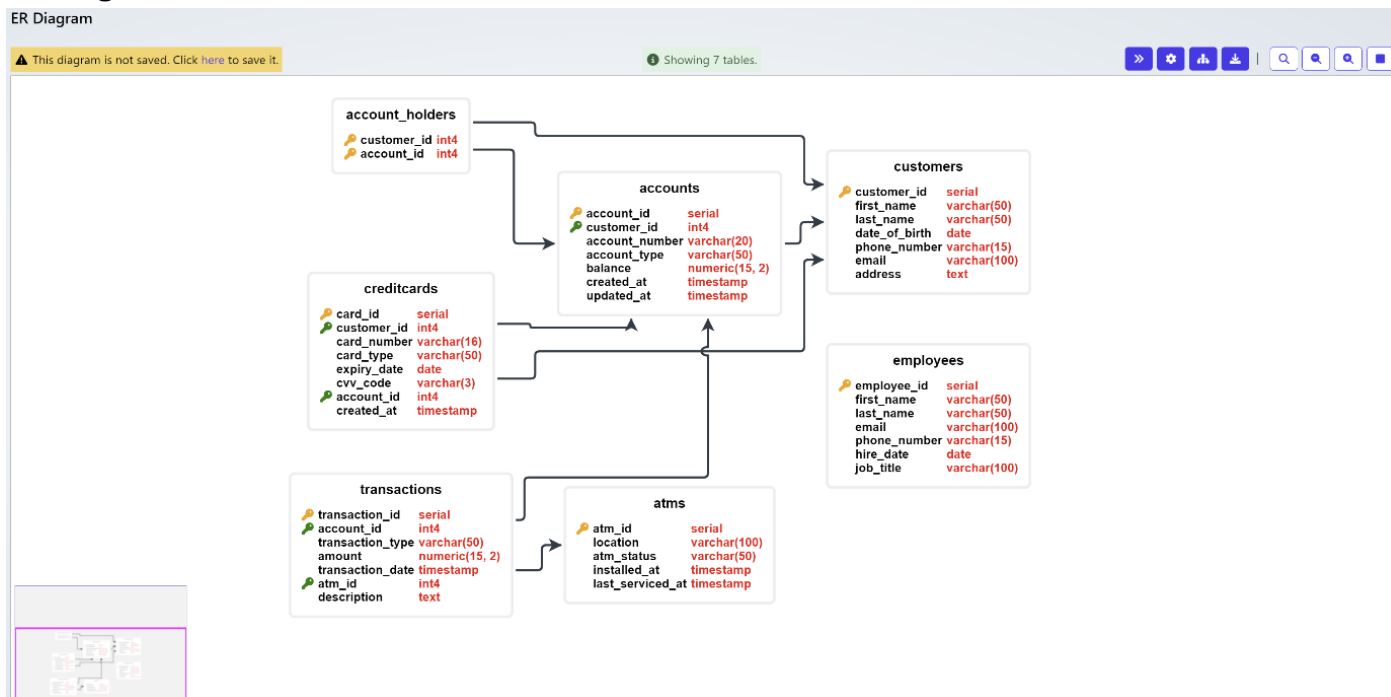 ER Diagram
This diagram is not saved. Click here to save it.
Showing 7 tables.
account_holders
customer_id int4
account_id int4
customers
customer_id serial
first_name varchar(50)
last_name varchar(50)
date_of_birth date
phone_number varchar(15)
email varchar(100)
address text
accounts
account_id serial
customer_id int4
account_number varchar(20)
account_type varchar(50)
balance numeric(15, 2)
created_at timestamp
updated_at timestamp
creditcards
card_id serial
customer_id int4
card_number varchar(16)
card_type varchar(50)
expiry_date date
cvv_code varchar(3)
account_id int4
created_at timestamp
employees
employee_id serial
first_name varchar(50)
last_name varchar(50)
email varchar(100)
phone_number varchar(15)
hire_date date
job_title varchar(100)
transactions
transaction_id serial
account_id int4
transaction_type varchar(50)
amount numeric(15, 2)
transaction_date timestamp
atm_id int4
description text
atms
atm_id serial
location varchar(100)
atm_status varchar(50)
installed_at timestamp
last_serviced_at timestamp